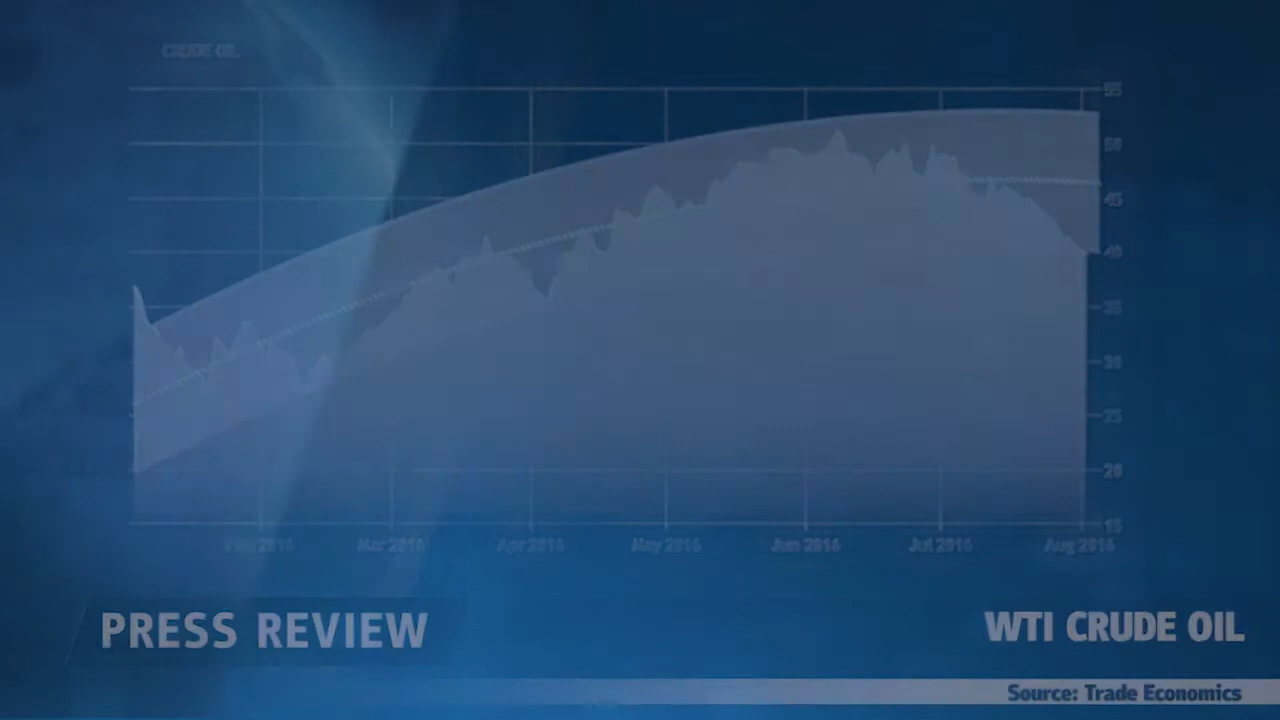 CRUDE OIL
55
50
45
40
35
30
25
20
15
Feb 2016 Mar 2016 Apr 2016 May 2016 Jun 2016 Jul 2016 Aug 2016
PRESS REVIEW
WTI CRUDE OIL
Source: Trade Economics